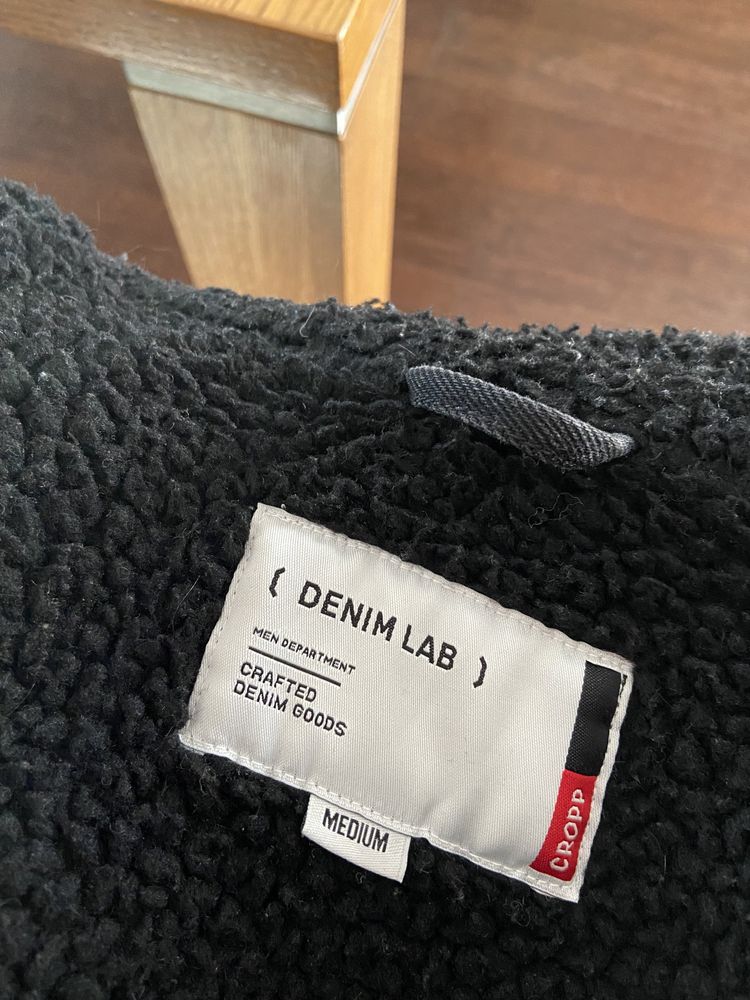 { DENIM LAB }
MEN DEPARTMENT
CRAFTED
DENIM GOODS
CROPP
MEDIUM